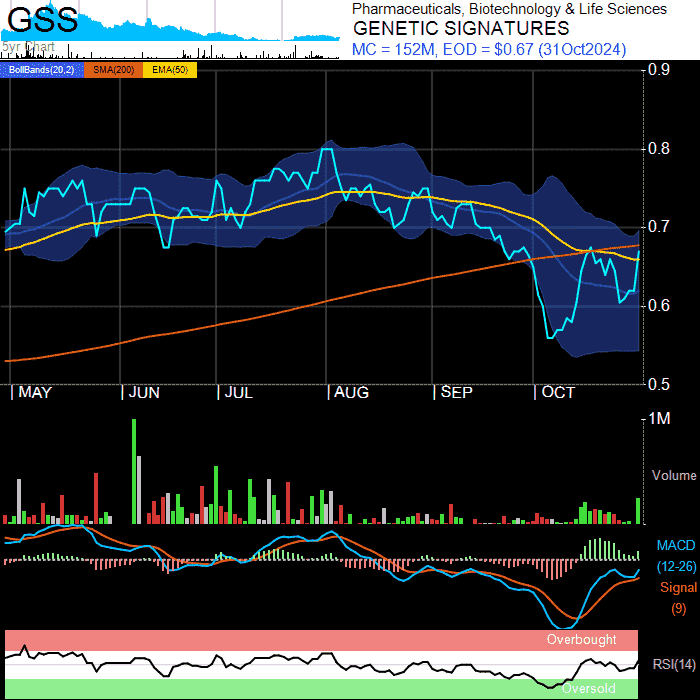 GSS
5yr Chart
Pharmaceuticals, Biotechnology & Life Sciences
GENETIC SIGNATURES
MC = 152M, EOD = $0.67 (31Oct2024)
BollBands(20,2) SMA(200) EMA(50)
0.9
0.8
0.7
0.6
0.5
MAY JUN JUL AUG SEP OCT
1M
Volume
MACD
(12-26)
Signal
(9)
Overbought
RSI(14)
Oversold